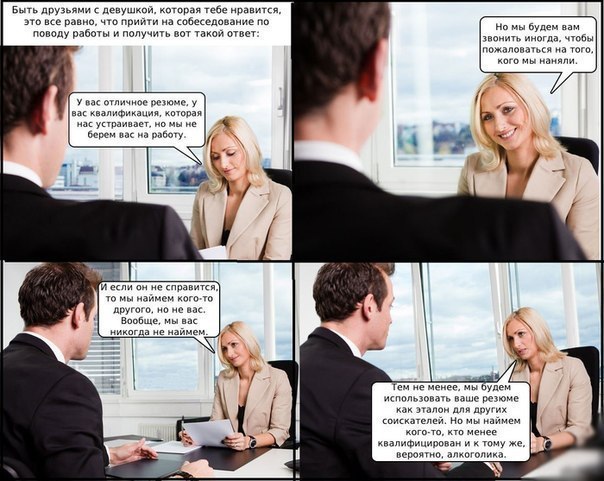 Быть друзьями с девушкой, которая тебе нравится,
это все равно, что прийти на собеседование по
поводу работы и получить вот такой ответ:
У вас отличное резюме, у
вас квалификация, которая
нас устраивает, но мы не
берем вас на работу.
Но мы будем вам
звонить иногда, чтобы
пожаловаться на того,
кого мы наняли.
И если он не справится,
то мы наймем кого-то
другого, но не вас.
Вообще, мы вас
никогда не наймем.
Тем не менее, мы будем
использовать ваше резюме
как эталон для других
соискателей. Но мы наймем
кого-то, кто менее
квалифицирован и к тому же,
вероятно, алкоголика.